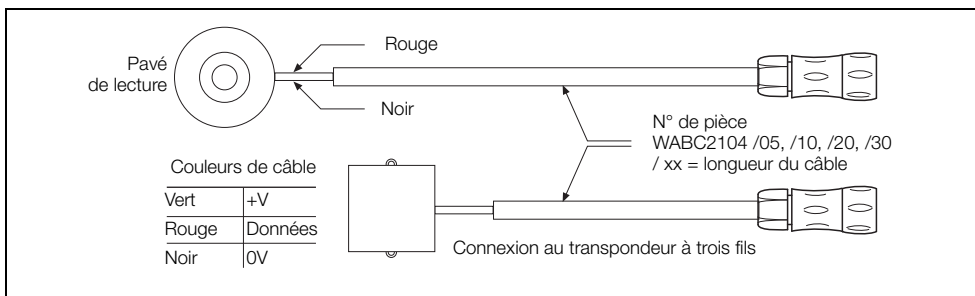 Rouge
Pavé
de lecture
Noir
N° de pièce
WABC2104 /05, /10, /20, /30
/ xx = longueur du câble
Couleurs de câble
Vert +V
Rouge Données
Noir 0V
Connexion au transpondeur à trois fils